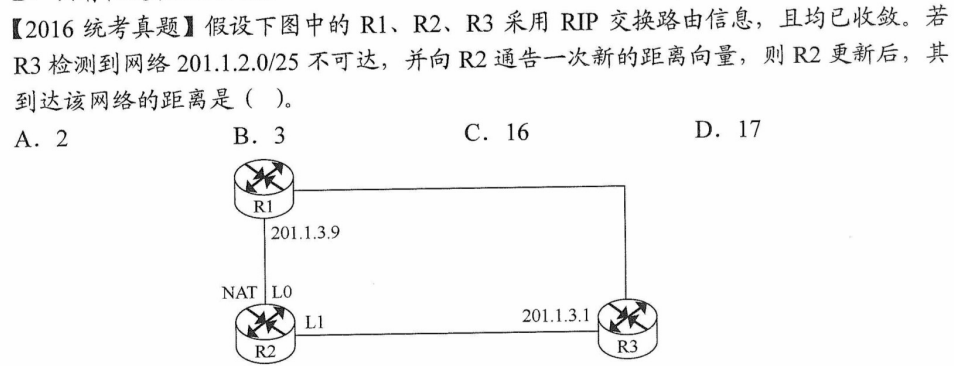 【2016 统考真题】假设下图中的 R1、R2、R3 采用 RIP 交换路由信息，且均已收敛。若
R3 检测到网络 201.1.2.0/25 不可达，并向 R2 通告一次新的距离向量，则 R2 更新后，其
到达该网络的距离是（ ）。
A．2 B．3 C．16 D．17
R1
201.1.3.9
NAT L0
L1 201.1.3.1
R2 R3